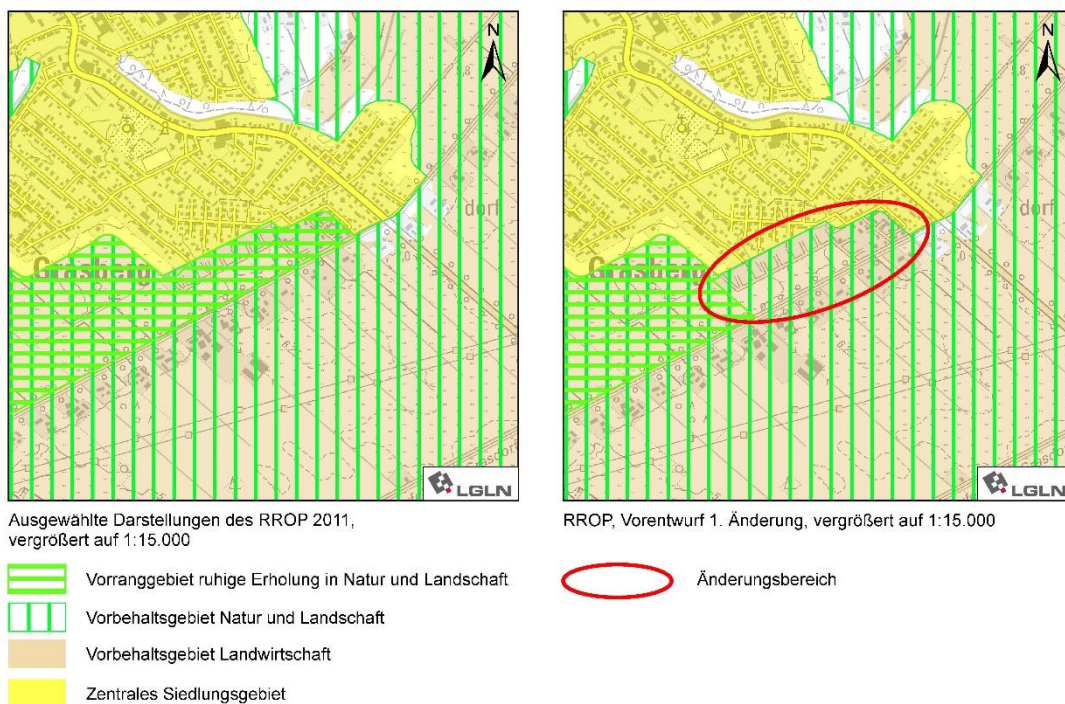 N
dorf
Grasberg
LGLN
Ausgewählte Darstellungen des RROP 2011,
vergrößert auf 1:15.000
N
dorf
Grasberg
LGLN
RROP, Vorentwurf 1. Änderung, vergrößert auf 1:15.000
Vorranggebiet ruhige Erholung in Natur und Landschaft
Vorbehaltsgebiet Natur und Landschaft
Vorbehaltsgebiet Landwirtschaft
Zentrales Siedlungsgebiet
Änderungsbereich